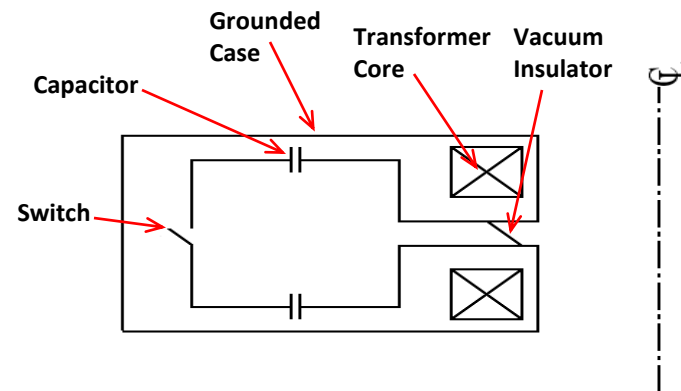 Grounded
Case
Transformer
Core
Vacuum
Insulator
Capacitor
Switch